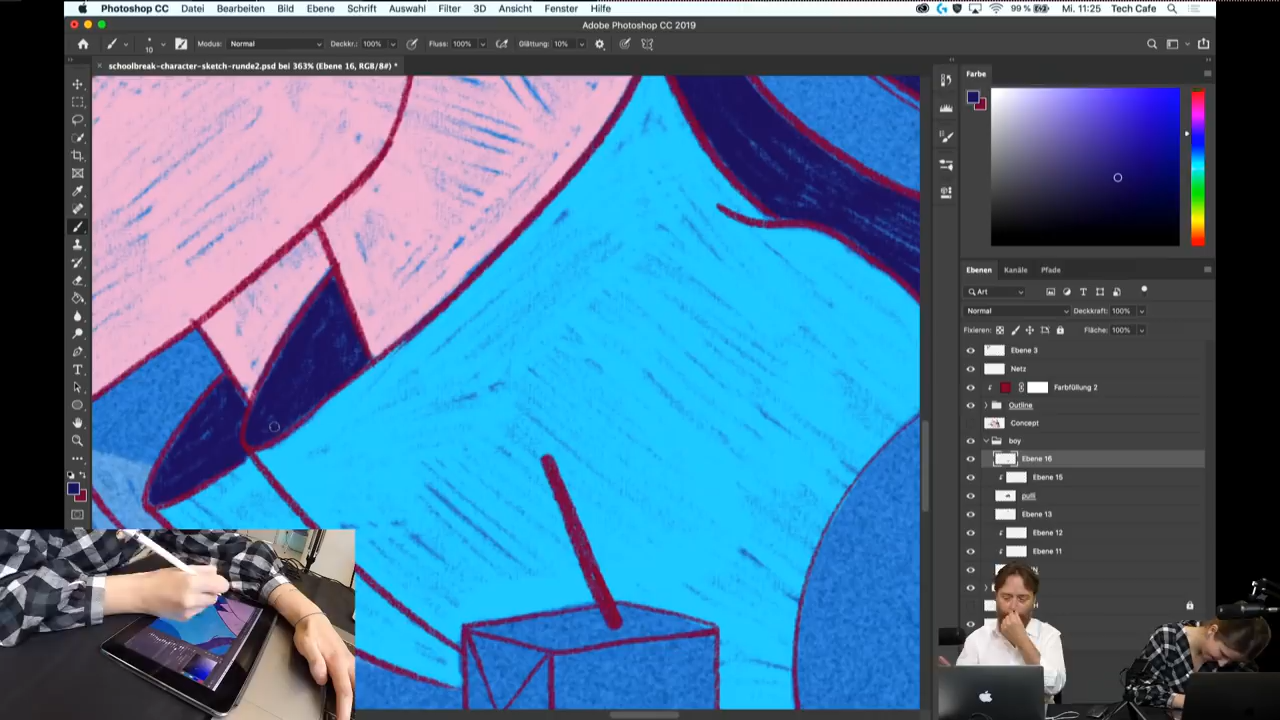 Photoshop CC Datei Bearbeiten Bild Ebene Schrift Auswahl Filter 3D Ansicht Fenster Hilfe 99 % Mi. 11:25 Tech Cafe
Adobe Photoshop CC 2019
10 Modus: Normal Deckkr.: 100% Fluss: 100% Glättung: 10%
× schoolbreak-character-sketch-runde2.psd bei 363% (Ebene 16, RGB/8#) *
Farbe
Ebenen Kanäle Pfade
Art
Normal Deckkraft: 100%
Fixieren: Fläche: 100%
Ebene 3
Netz
Farbfüllung 2
Outline
Concept
boy
Ebene 16
Ebene 15
pulli
Ebene 13
Ebene 12
Ebene 11